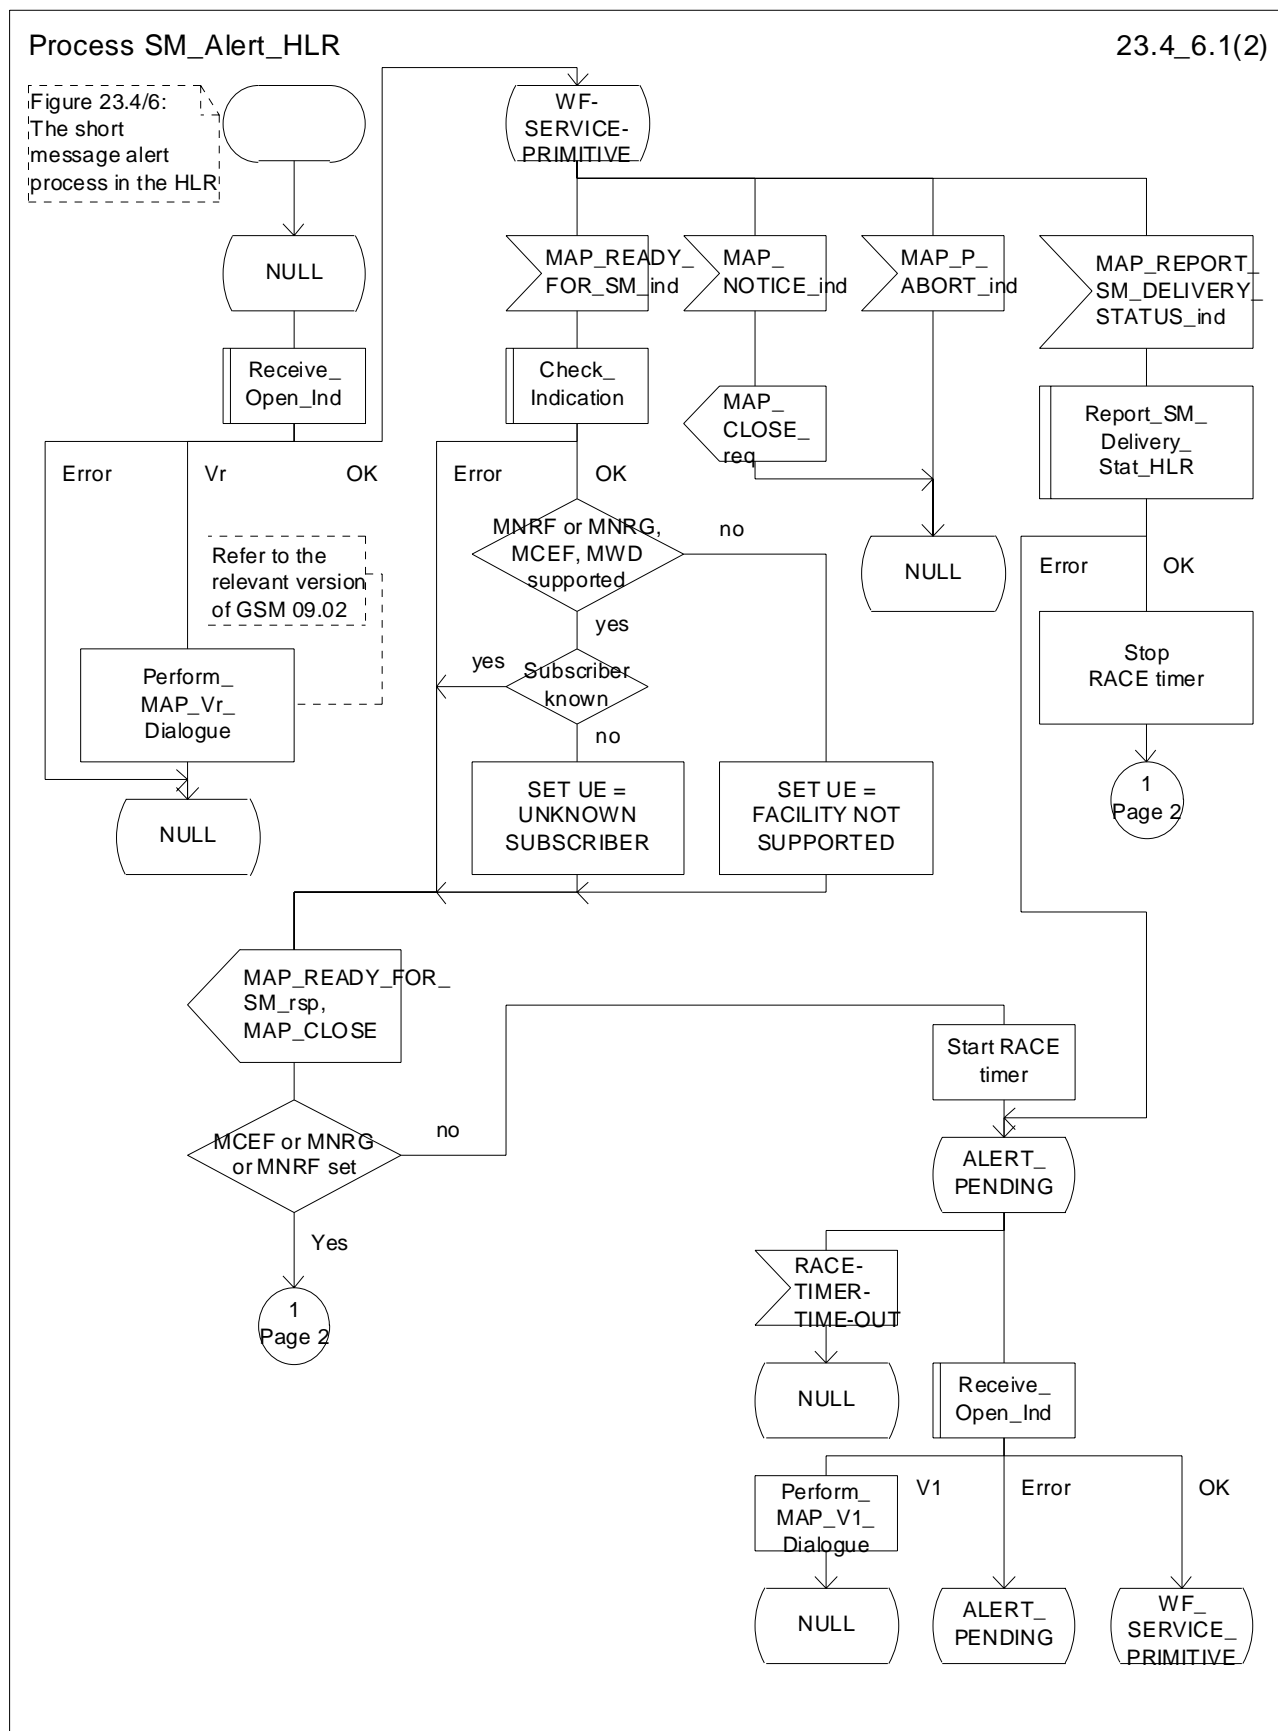 Process SM_Alert_HLR
23.4_6.1(2)
Figure 23.4/6:
The short
message alert
process in the HLR
WF-
SERVICE-
PRIMITIVE
NULL
MAP_READY_
FOR_SM_ind
MAP_
NOTICE_ind
MAP_P_
ABORT_ind
MAP_REPORT_
SM_DELIVERY_
STATUS_ind
Receive_
Open_Ind
Check_
Indication
MAP_
CLOSE_
req
Report_SM_
Delivery_
Stat_HLR
Error
Vr
OK
Error
OK
MNRF or MNRG,
MCEF, MWD
supported
no
yes
NULL
Error
OK
Refer to the
relevant version
of GSM 09.02
Perform_
MAP_Vr_
Dialogue
yes
Subscriber
known
no
Stop
RACE timer
NULL
SET UE =
UNKNOWN
SUBSCRIBER
SET UE =
FACILITY NOT
SUPPORTED
1
Page 2
MAP_READY_FOR_
SM_rsp,
MAP_CLOSE
Start RACE
timer
MCEF or MNRG
or MNRF set
no
Yes
ALERT_
PENDING
1
Page 2
RACE-
TIMER-
TIME-OUT
NULL
Receive_
Open_Ind
Perform_
MAP_V1_
Dialogue
V1
Error
OK
NULL
ALERT_
PENDING
WF_
SERVICE_
PRIMITIVE